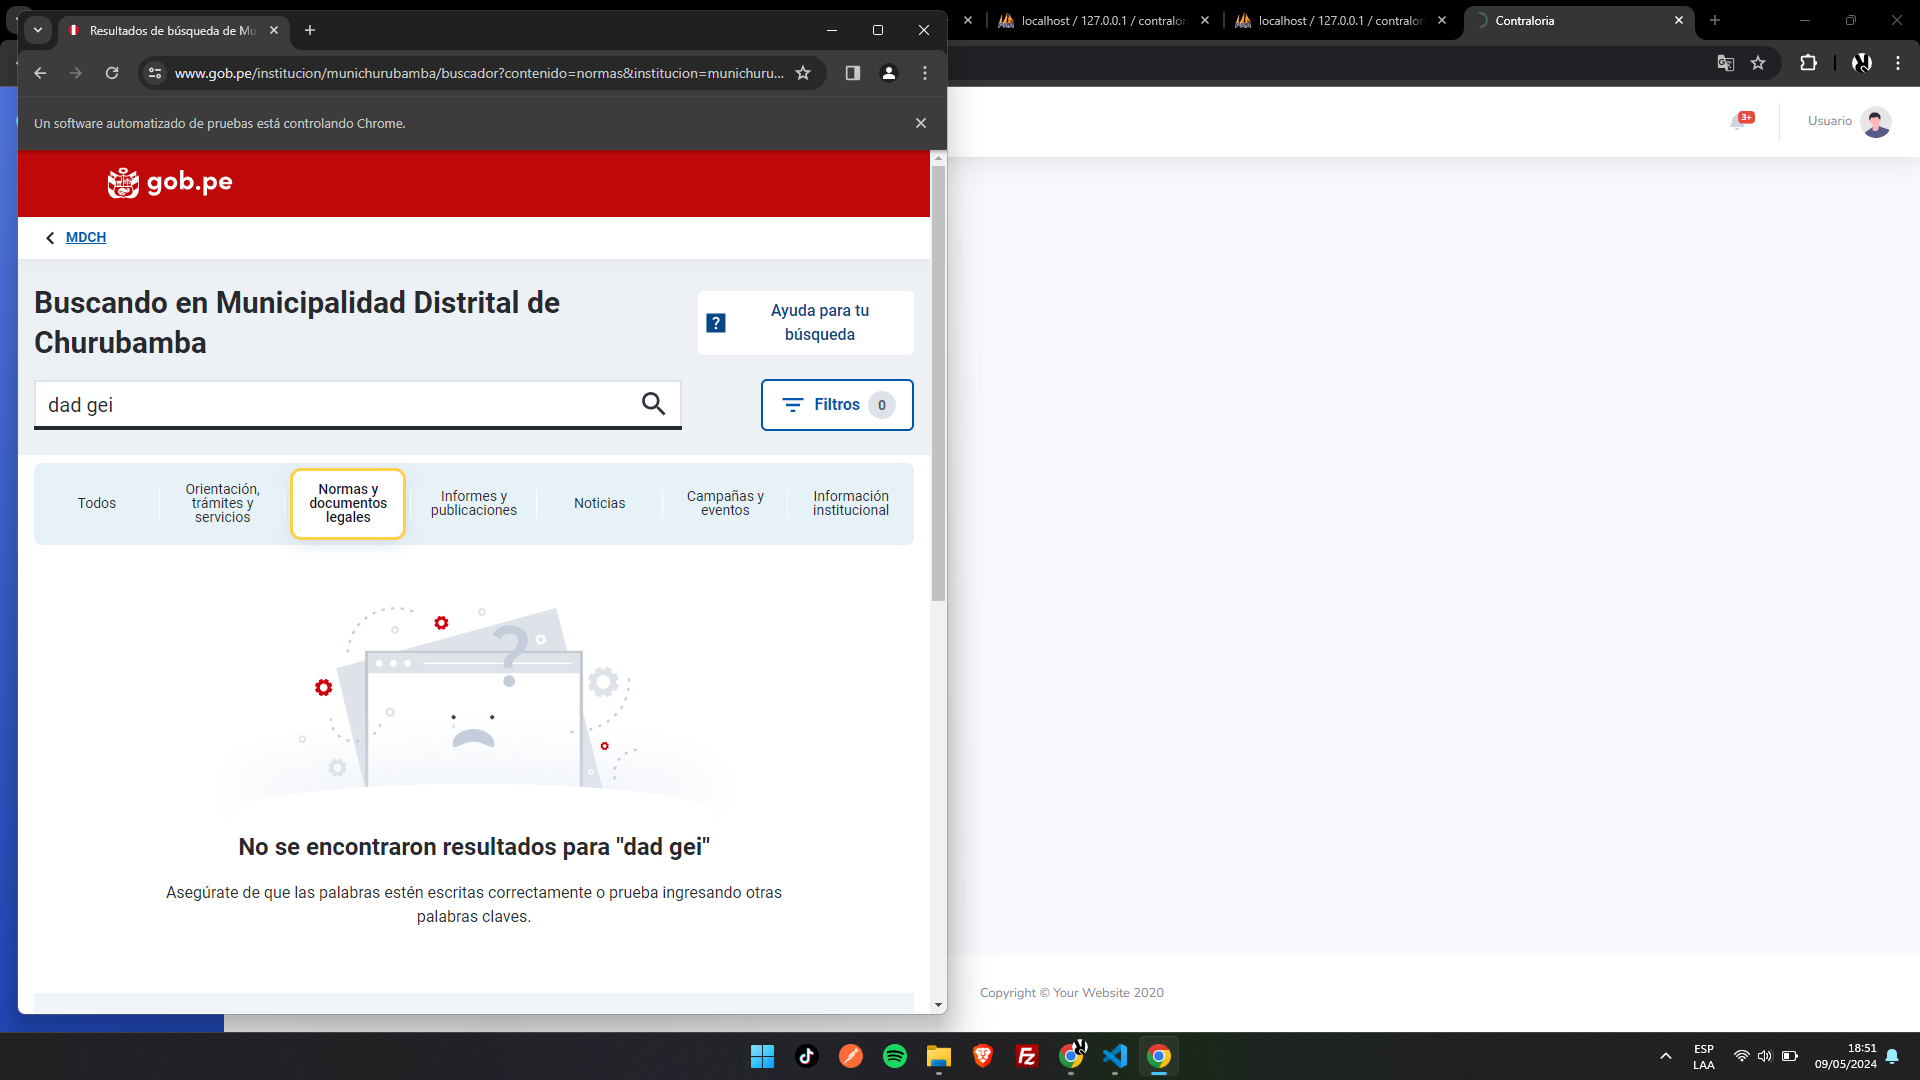 Resultados de búsqueda de Mu
localhost / 127.0.0.1 / contralo
localhost / 127.0.0.1 / contralo
Contraloria
www.gob.pe/institucion/munichurubamba/buscador?contenido=normas&institucion=munichuru...
Un software automatizado de pruebas está controlando Chrome.
3+
Usuario
gob.pe
MDCH
Buscando en Municipalidad Distrital de
Churubamba
? Ayuda para tu
búsqueda
dad gei
Filtros 0
Todos
Orientación,
trámites y
servicios
Normas y
documentos
legales
Informes y
publicaciones
Noticias
Campañas y
eventos
Información
institucional
?
No se encontraron resultados para "dad gei"
Asegúrate de que las palabras estén escritas correctamente o prueba ingresando otras
palabras claves.
Copyright © Your Website 2020
Fz
ESP
LAA
18:51
09/05/2024